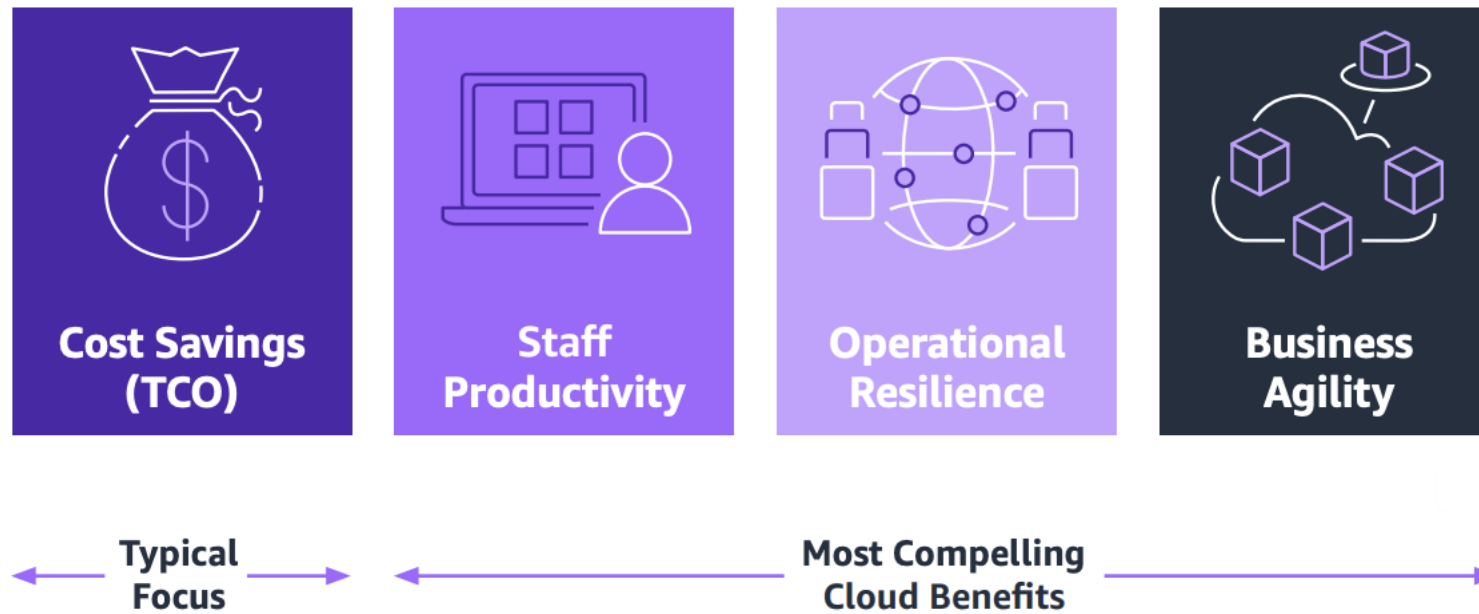 $
Cost Savings
(TCO)
Staff
Productivity
Operational
Resilience
Business
Agility
Typical
Focus
Most Compelling
Cloud Benefits